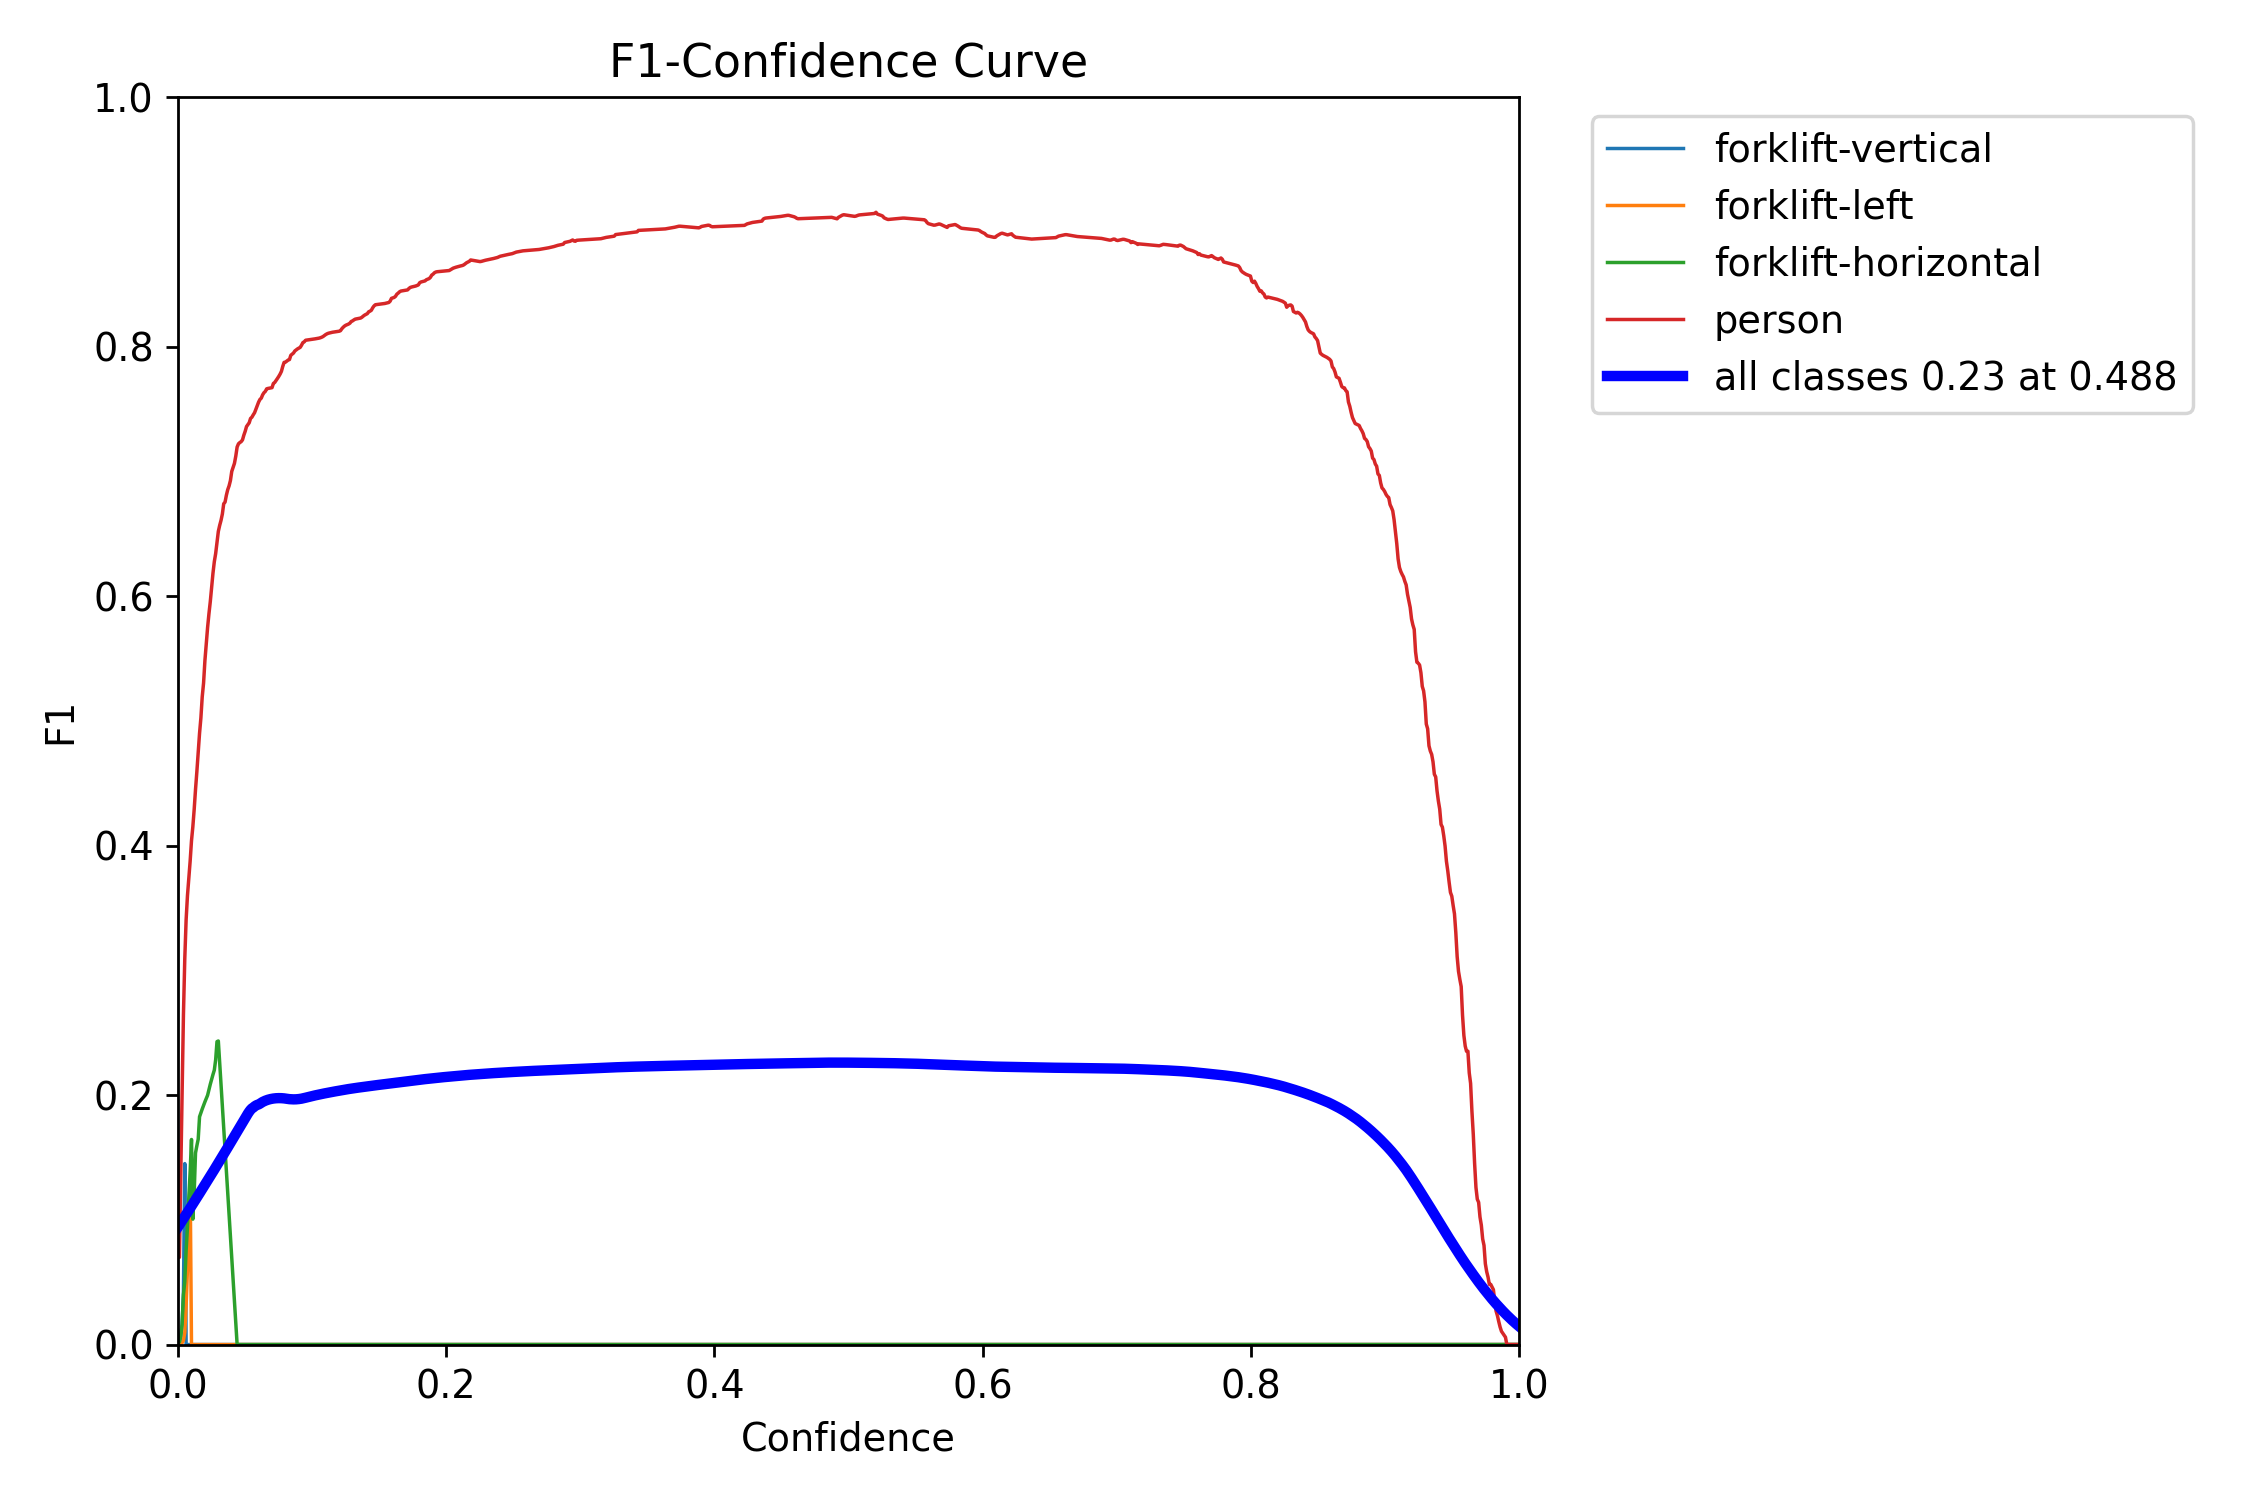 F1-Confidence Curve
1.0
0.8
0.6
0.4
0.2
0.0
F1
0.0 0.2 0.4 0.6 0.8 1.0
Confidence
forklift-vertical
forklift-left
forklift-horizontal
person
all classes 0.23 at 0.488